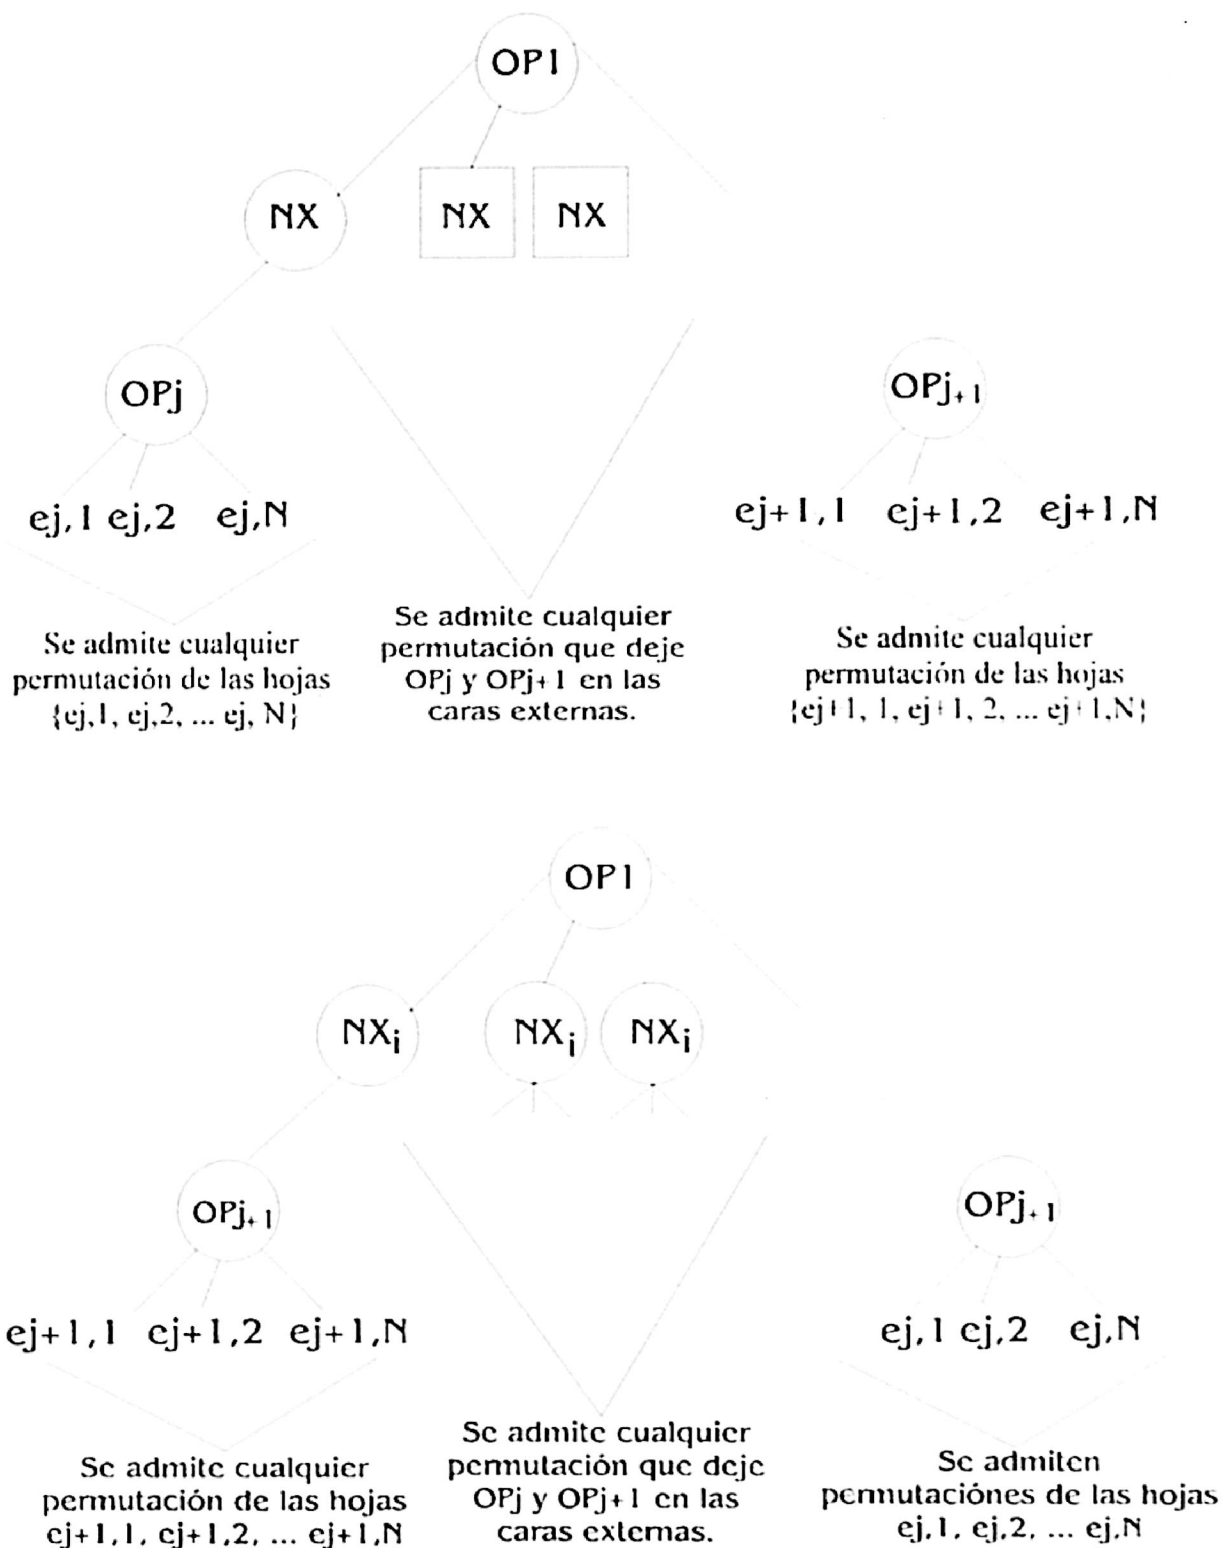 OP1
NX NX NX
OPj
OPj+1
ej,1 ej,2 ej,N
ej+1,1 ej+1,2 ej+1,N
Se admite cualquier
permutación de las hojas
{ej,1, ej,2, ... ej, N}
Se admite cualquier
permutación que deje
OPj y OPj+1 en las
caras externas.
Se admite cualquier
permutación de las hojas
{ej+1, 1, ej+1, 2, ... ej+1,N}
OP1
NXi NXi NXi
OPj+1
OPj+1
ej+1,1 ej+1,2 ej+1,N
ej,1 ej,2 ej,N
Se admite cualquier
permutación de las hojas
ej+1,1, ej+1,2, ... ej+1,N
Se admite cualquier
permutación que deje
OPj y OPj+1 en las
caras externas.
Se admiten
permutaciónes de las hojas
ej,1, ej,2, ... ej,N